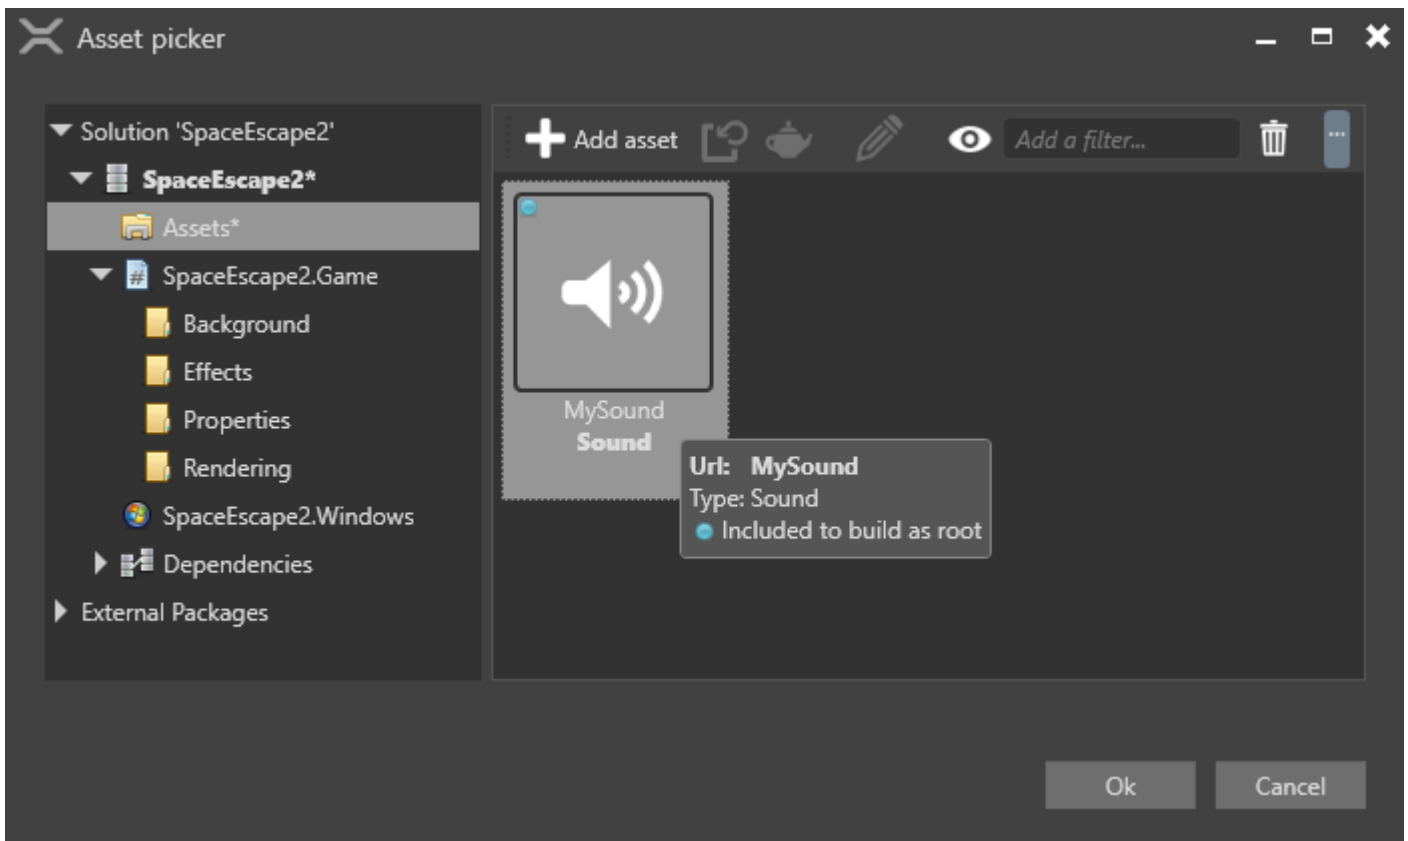 Asset picker
Solution 'SpaceEscape2'
SpaceEscape2*
Assets*
SpaceEscape2.Game
Background
Effects
Properties
Rendering
SpaceEscape2.Windows
Dependencies
External Packages
Add asset
Add a filter...
MySound
Sound
Url: MySound
Type: Sound
Included to build as root
Ok
Cancel